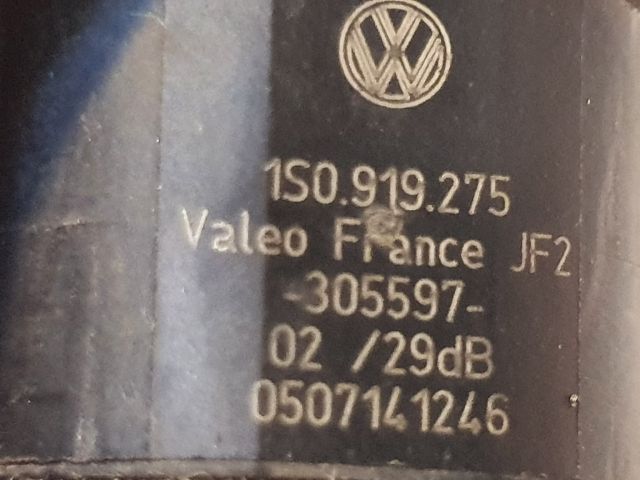 1S0.919.275
Valeo France JF2
-305597-
02 /29dB
0507141246